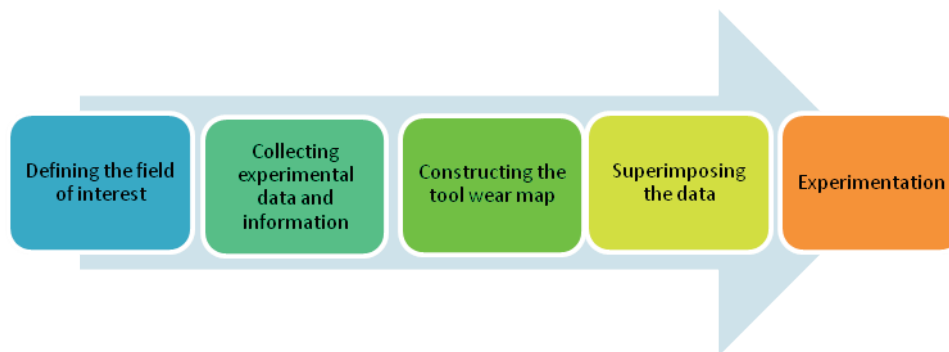 Defining the field
of interest
Collecting
experimental
data and
information
Constructing the
tool wear map
Superimposing
the data
Experimentation